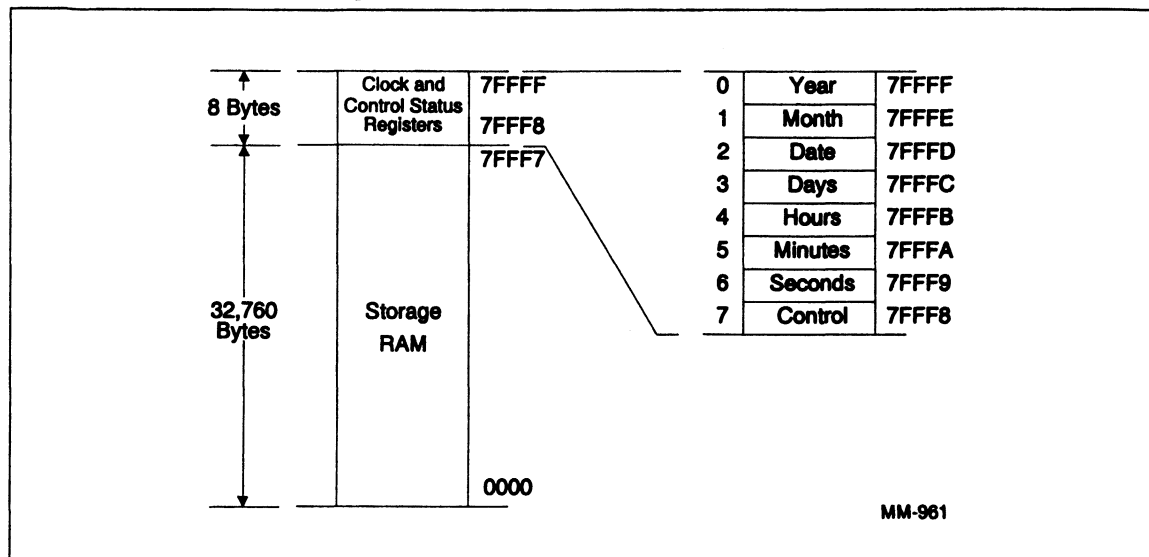 8 Bytes
Clock and
Control Status
Registers
7FFFF
7FFF8
7FFF7
32,760
Bytes
Storage
RAM
0000
0 Year 7FFFF
1 Month 7FFFE
2 Date 7FFFD
3 Days 7FFFC
4 Hours 7FFFB
5 Minutes 7FFFA
6 Seconds 7FFF9
7 Control 7FFF8
MM-961